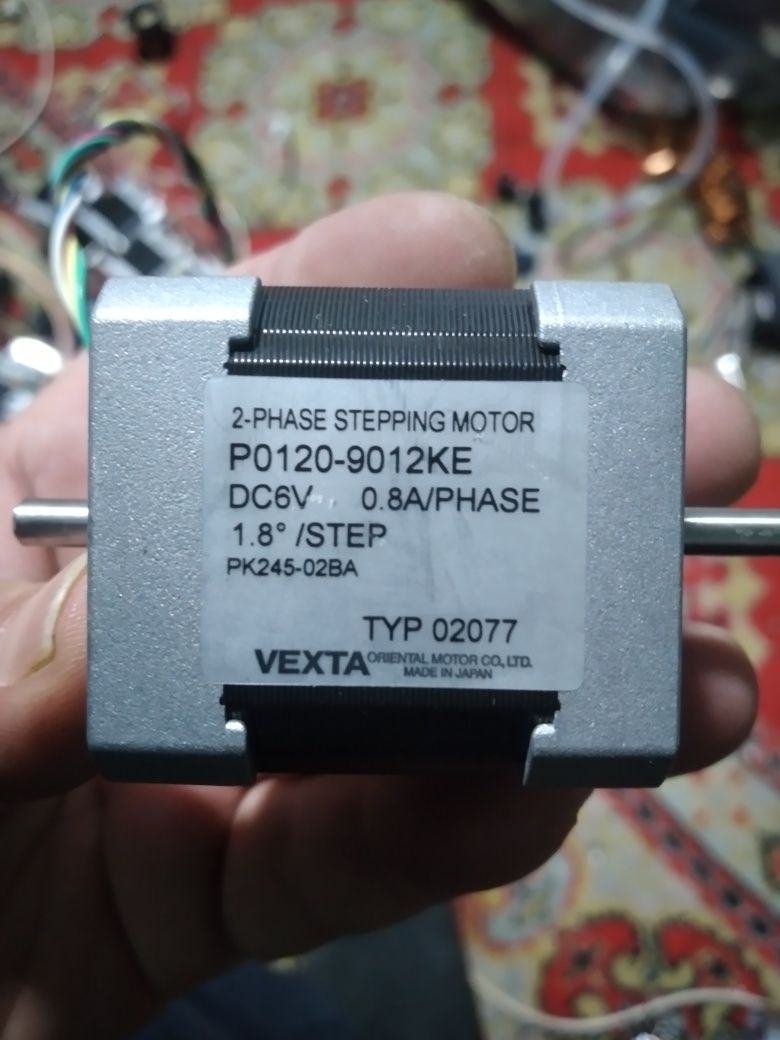 2-PHASE STEPPING MOTOR
P0120-9012KE
DC6V 0.8A/PHASE
1.8° /STEP
PK245-02BA
TYP 02077
VEXTA ORIENTAL MOTOR CO., LTD.
MADE IN JAPAN